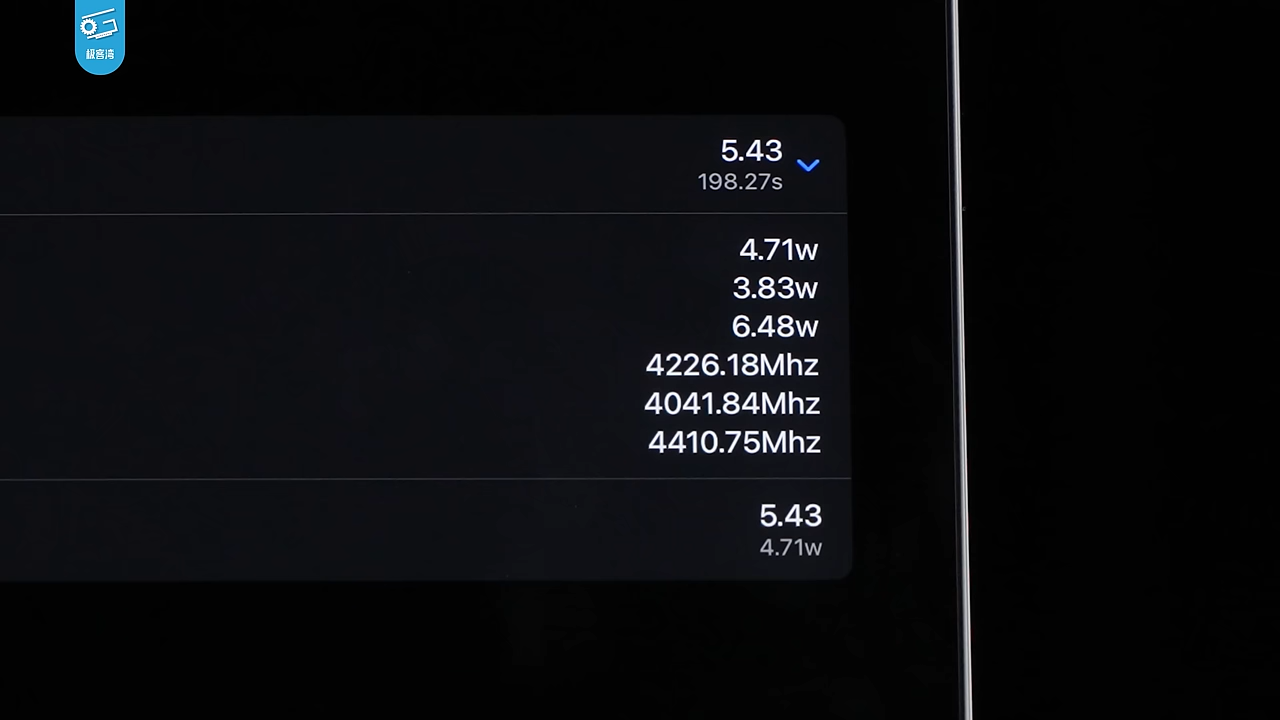 极客湾
5.43
198.27s
4.71w
3.83w
6.48w
4226.18Mhz
4041.84Mhz
4410.75Mhz
5.43
4.71w